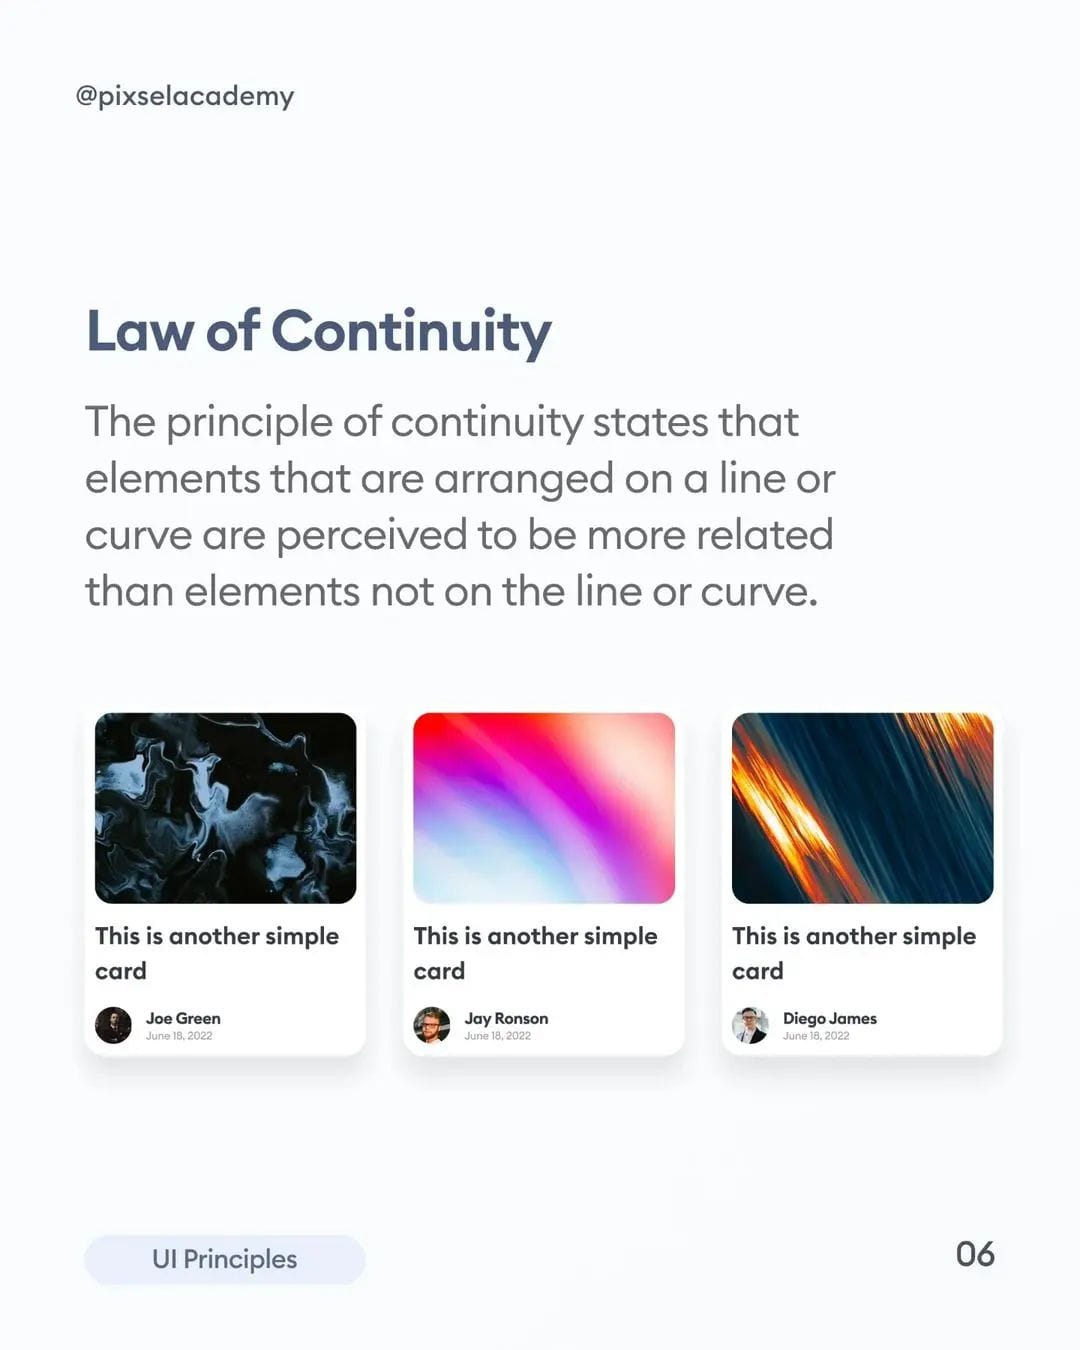 @pixselacademy
Law of Continuity
The principle of continuity states that
elements that are arranged on a line or
curve are perceived to be more related
than elements not on the line or curve.
This is another simple
card
Joe Green
June 18, 2022
This is another simple
card
Jay Ronson
June 18, 2022
This is another simple
card
Diego James
June 18, 2022
UI Principles
06